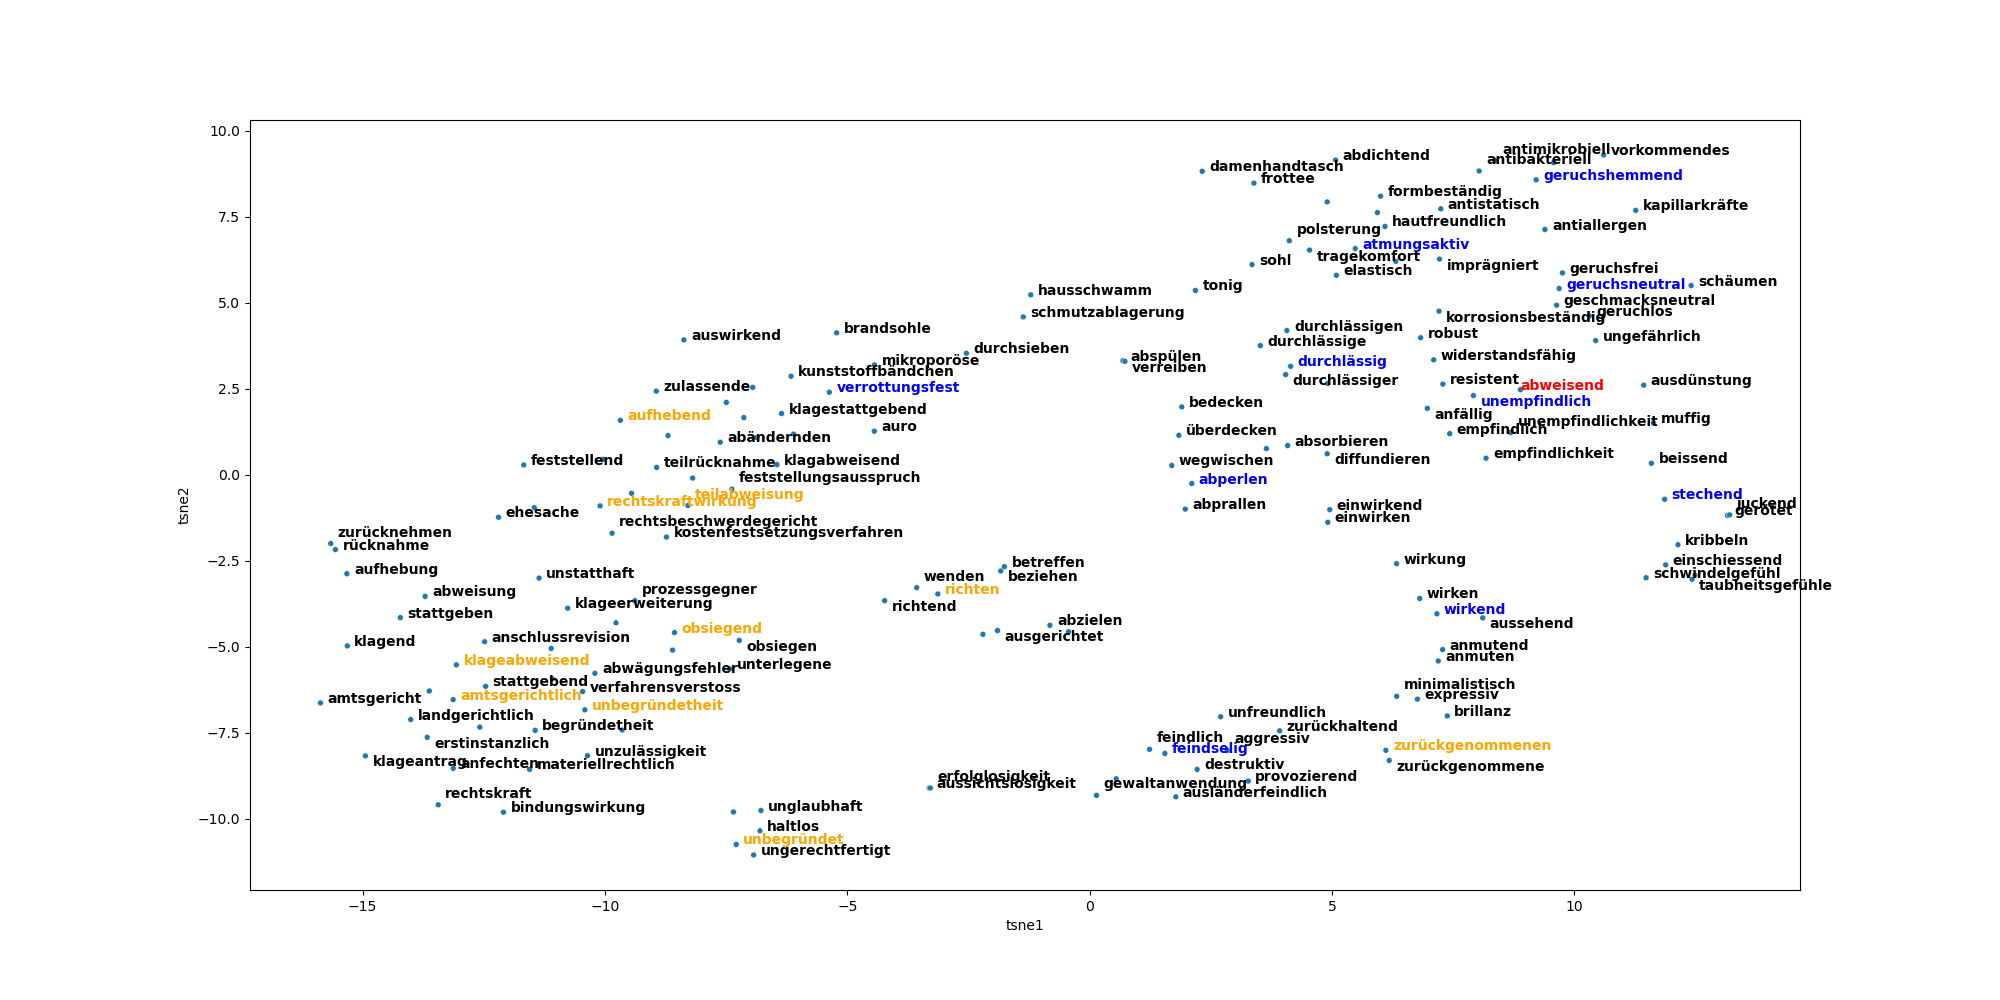 10.0
7.5
5.0
2.5
0.0
−2.5
−5.0
−7.5
−10.0
tsne2
−15
−10
−5
0
5
10
tsne1
antimikrobiell
vorkommendes
abdichtend
antibakteriell
damenhandtasch
geruchshemmend
frottee
formbeständig
antistatisch
kapillarkräfte
hautfreundlich
antiallergen
polsterung
atmungsaktiv
tragekomfort
sohl
imprägniert
geruchsfrei
elastisch
schäumen
tonig
geruchsneutral
hausschwamm
geschmacksneutral
schmutzablagerung
geruchlos
korrosionsbeständig
brandsohle
durchlässigen
auswirkend
robust
ungefährlich
durchlässige
durchsieben
abspülen
widerstandsfähig
mikroporöse
durchlässig
verreiben
kunststoffbändchen
resistent
durchlässiger
ausdünstung
zulassende
verrottungsfest
abweisend
unempfindlich
bedecken
klagestattgebend
aufhebend
anfällig
muffig
unempfindlichkeit
auro
überdecken
empfindlich
abändernden
absorbieren
empfindlichkeit
feststellend
teilrücknahme
klagabweisend
wegwischen
diffundieren
beissend
feststellungsausspruch
abperlen
teilabweisung
stechend
rechtskraftwirkung
juckend
abprallen
einwirkend
gerötet
ehesache
einwirken
rechtsbeschwerdegericht
zurücknehmen
kostenfestsetzungsverfahren
kribbeln
rücknahme
wirkung
betreffen
einschiessend
aufhebung
unstatthaft
wenden
beziehen
schwindelgefühl
taubheitsgefühle
abweisung
prozessgegner
richten
wirken
klageerweiterung
richtend
wirkend
stattgeben
abzielen
aussehend
obsiegend
ausgerichtet
klagend
anschlussrevision
obsiegen
anmutend
anmuten
klageabweisend
abwägungsfehler
unterlegene
stattgebend
verfahrensverstoss
minimalistisch
amtsgericht
amtsgerichtlich
expressiv
unbegründetheit
brillanz
landgerichtlich
unfreundlich
begründetheit
zurückhaltend
erstinstanzlich
feindlich
aggressiv
zurückgenommenen
unzulässigkeit
feindselig
klageantrag
anfechten
materiellrechtlich
destruktiv
zurückgenommene
erfolglosigkeit
provozierend
aussichtslosigkeit
gewaltanwendung
rechtskraft
ausländerfeindlich
bindungswirkung
unglaubhaft
haltlos
unbegründet
ungerechtfertigt